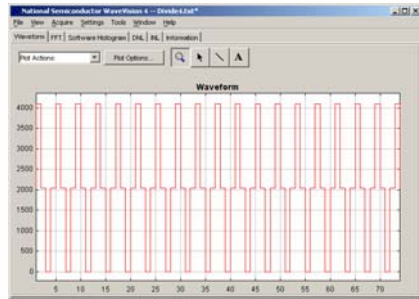 National Semiconductor WaveVision 4 -- Divide4.txt*
File View Acquire Settings Tools Window Help
Waveform FFT Software Histogram DNL INL Information
Plot Actions Plot Options... A
Waveform
4000
3500
3000
2500
2000
1500
1000
500
0
5 10 15 20 25 30 35 40 45 50 55 60 65 70